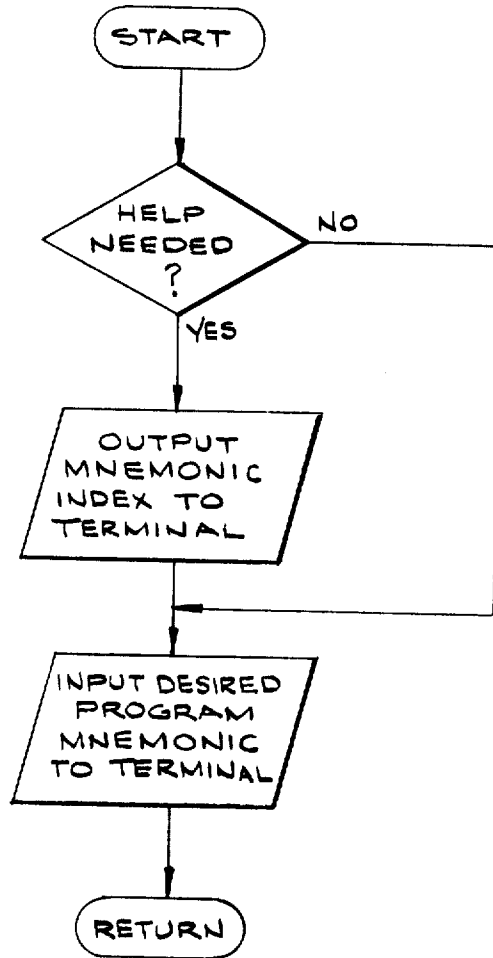 START
HELP
NEEDED
?
NO
YES
OUTPUT
MNEMONIC
INDEX TO
TERMINAL
INPUT DESIRED
PROGRAM
MNEMONIC
TO TERMINAL
RETURN